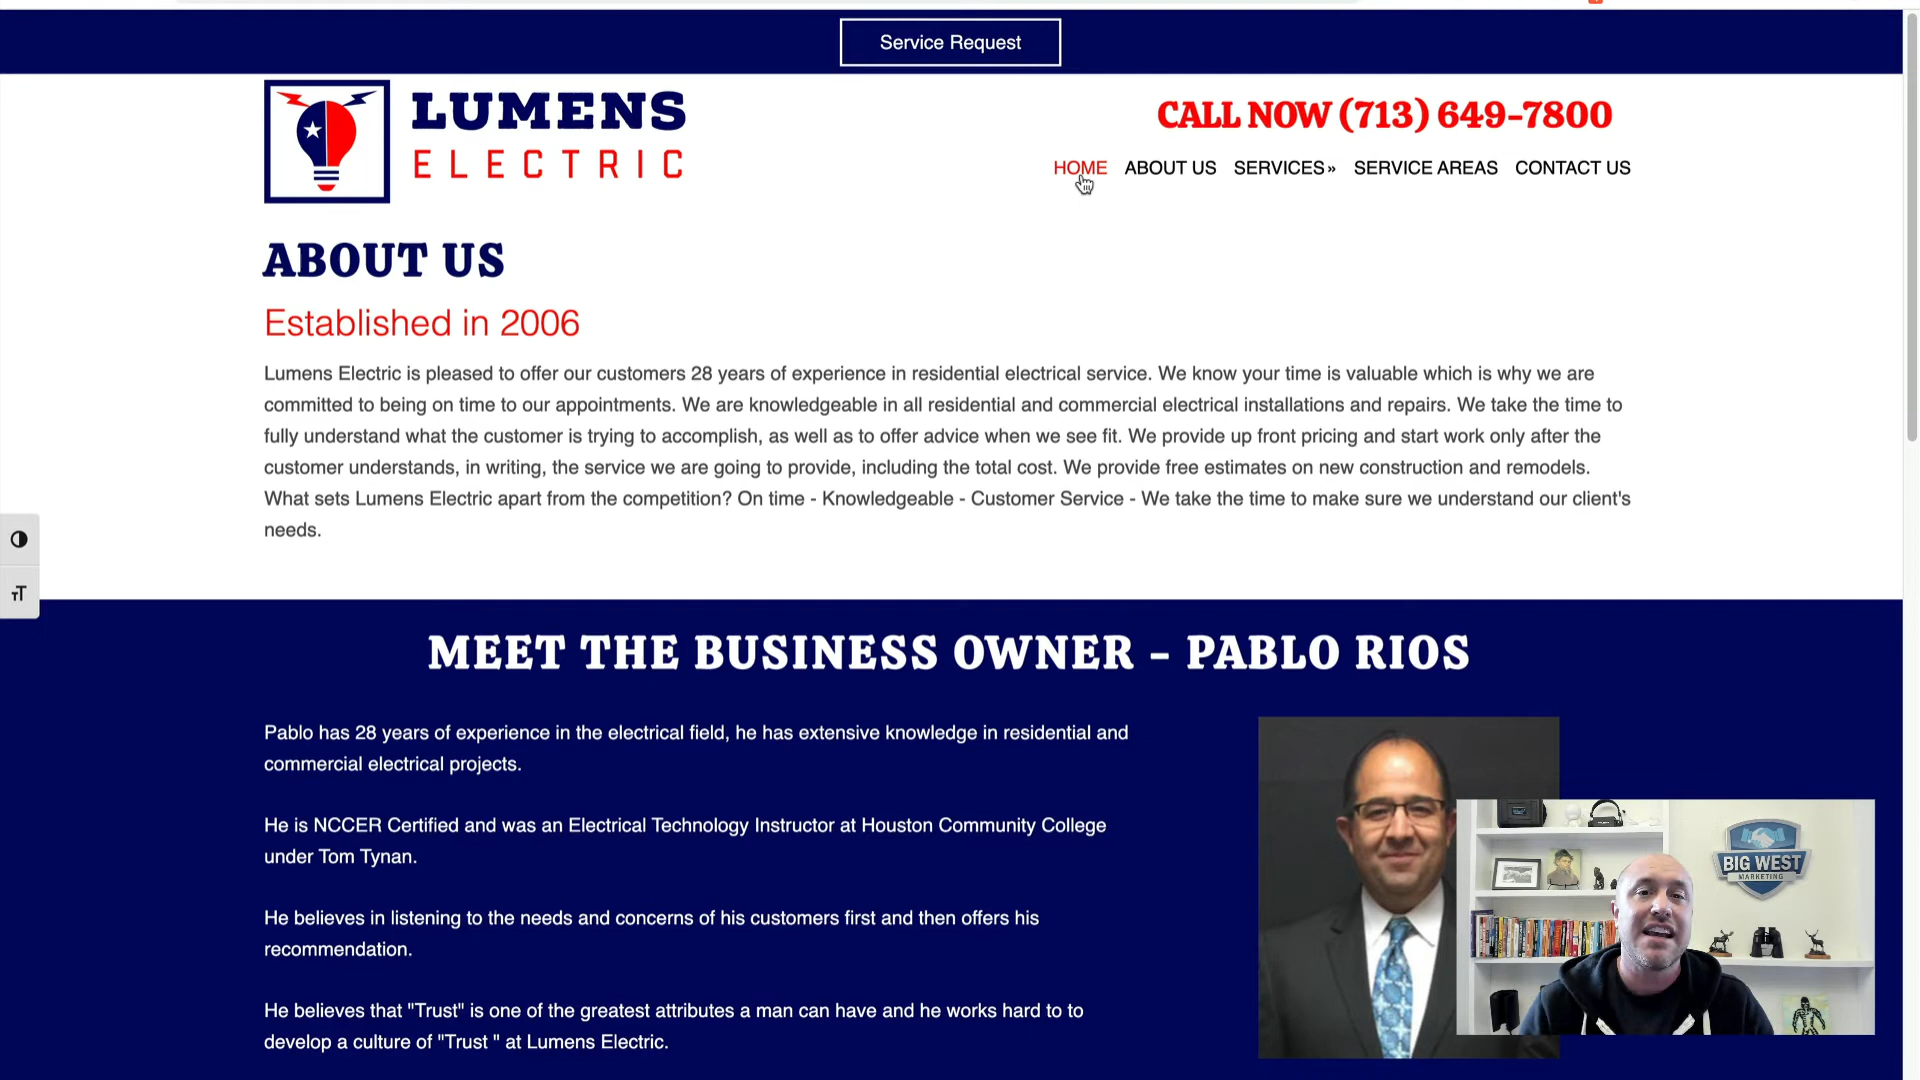 Service Request
LUMENS
ELECTRIC
CALL NOW (713) 649-7800
HOME ABOUT US SERVICES» SERVICE AREAS CONTACT US
ABOUT US
Established in 2006
Lumens Electric is pleased to offer our customers 28 years of experience in residential electrical service. We know your time is valuable which is why we are
committed to being on time to our appointments. We are knowledgeable in all residential and commercial electrical installations and repairs. We take the time to
fully understand what the customer is trying to accomplish, as well as to offer advice when we see fit. We provide up front pricing and start work only after the
customer understands, in writing, the service we are going to provide, including the total cost. We provide free estimates on new construction and remodels.
What sets Lumens Electric apart from the competition? On time - Knowledgeable - Customer Service - We take the time to make sure we understand our client's
needs.
TT
MEET THE BUSINESS OWNER – PABLO RIOS
Pablo has 28 years of experience in the electrical field, he has extensive knowledge in residential and
commercial electrical projects.
He is NCCER Certified and was an Electrical Technology Instructor at Houston Community College
under Tom Tynan.
He believes in listening to the needs and concerns of his customers first and then offers his
recommendation.
He believes that "Trust" is one of the greatest attributes a man can have and he works hard to to
develop a culture of "Trust " at Lumens Electric.
BIG WEST
MARKETING